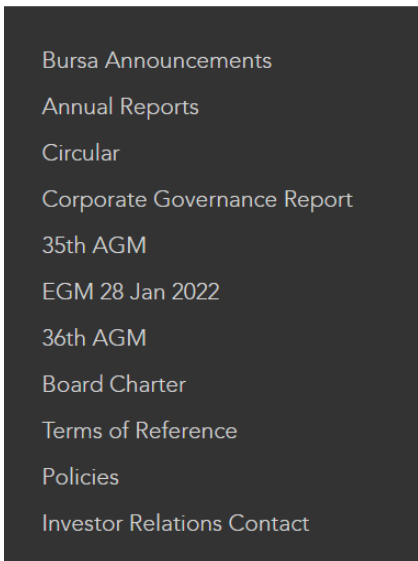 Bursa Announcements
Annual Reports
Circular
Corporate Governance Report
35th AGM
EGM 28 Jan 2022
36th AGM
Board Charter
Terms of Reference
Policies
Investor Relations Contact